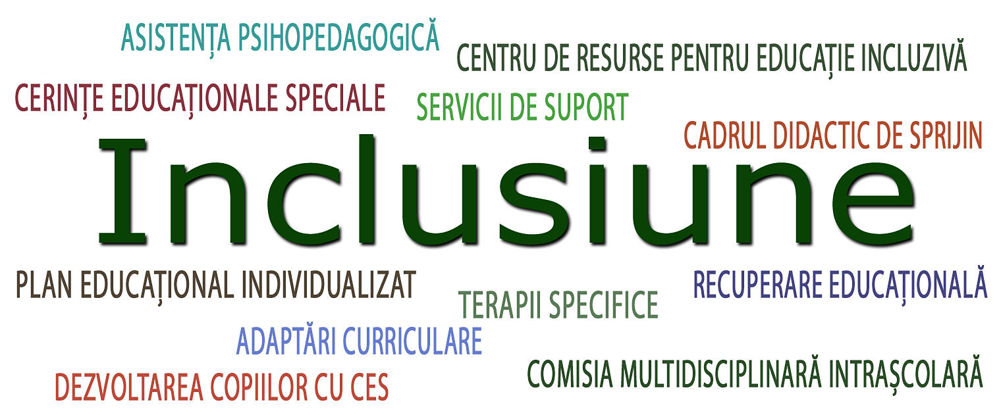 ASISTENȚA PSIHOPEDAGOGICĂ
CENTRU DE RESURSE PENTRU EDUCAȚIE INCLUZIVĂ
CERINȚE EDUCAȚIONALE SPECIALE
SERVICII DE SUPORT
CADRUL DIDACTIC DE SPRIJIN
Inclusiune
PLAN EDUCAȚIONAL INDIVIDUALIZAT
RECUPERARE EDUCAȚIONALĂ
TERAPII SPECIFICE
ADAPTĂRI CURRICULARE
COMISIA MULTIDISCIPLINARĂ INTRAȘCOLARĂ
DEZVOLTAREA COPIILOR CU CES